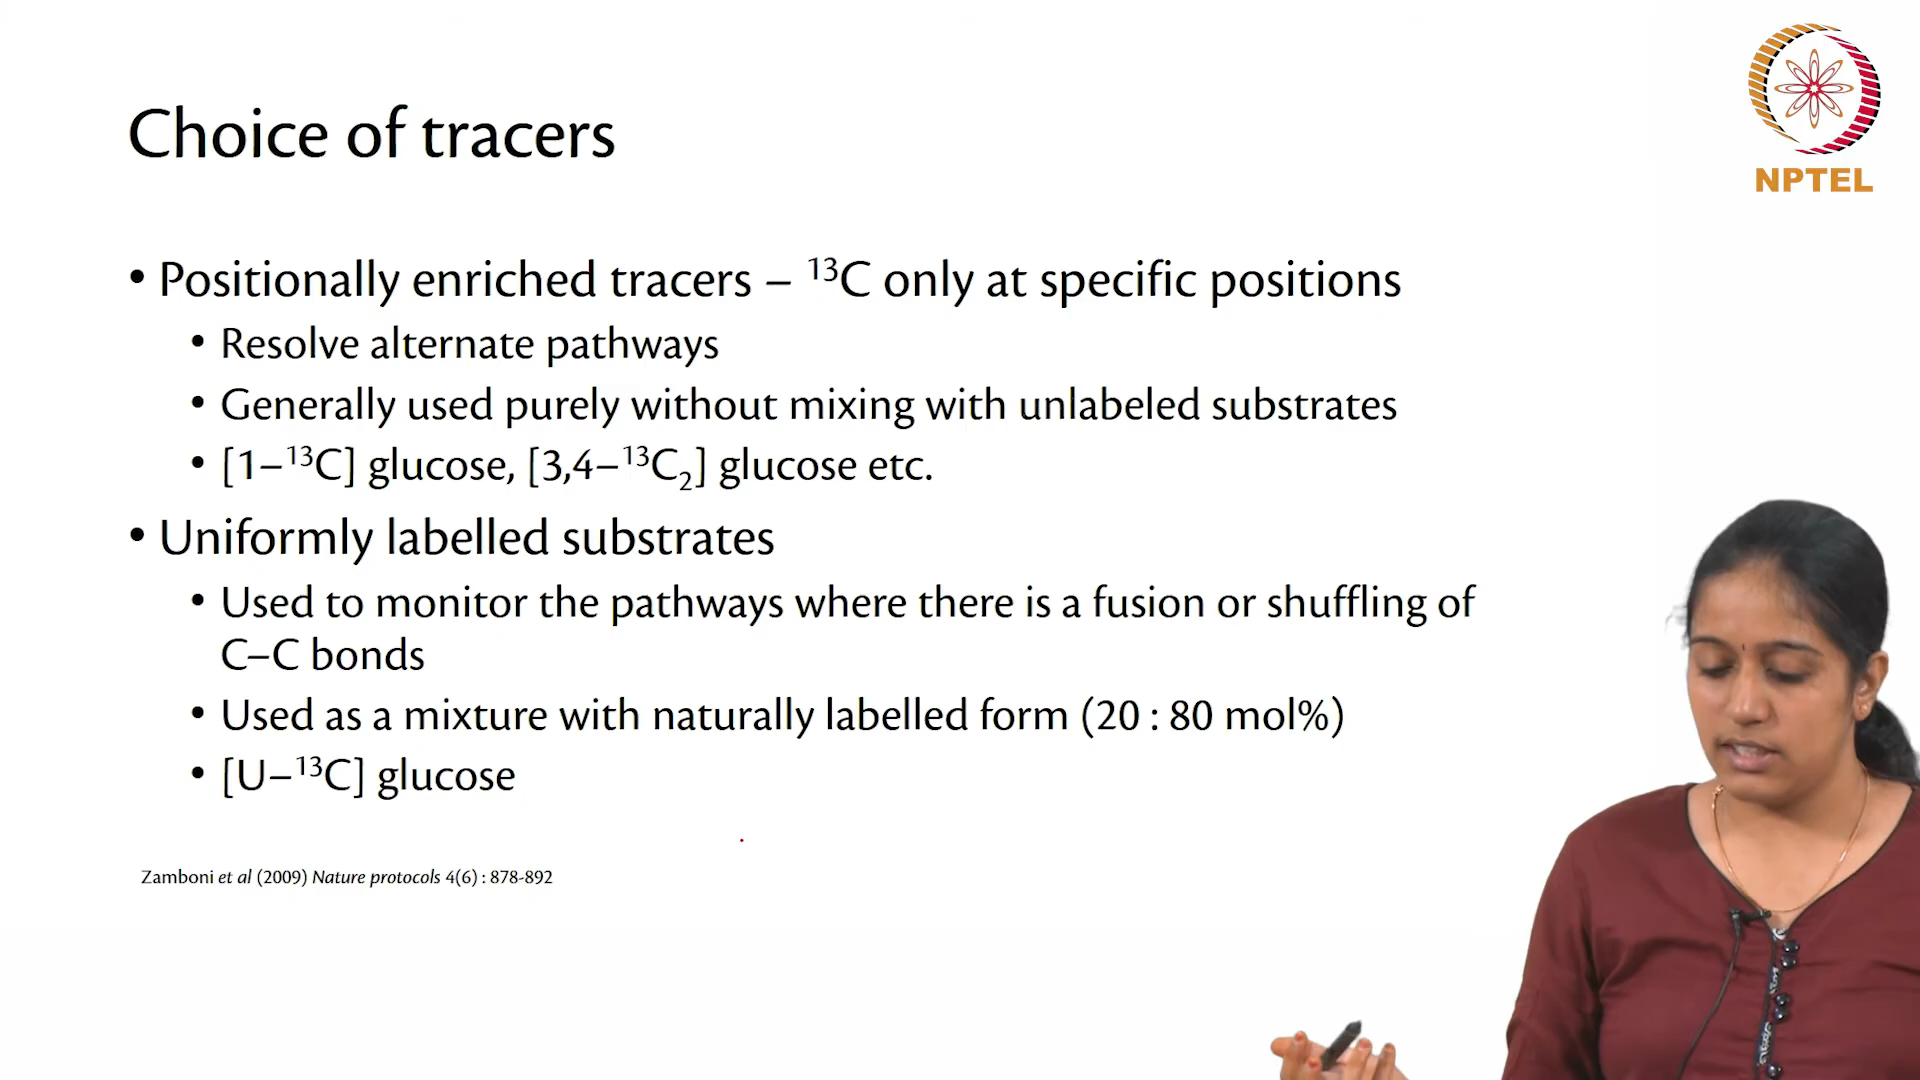 NPTEL
Choice of tracers
• Positionally enriched tracers – ¹³C only at specific positions
• Resolve alternate pathways
• Generally used purely without mixing with unlabeled substrates
• [1–¹³C] glucose, [3,4–¹³C₂] glucose etc.
• Uniformly labelled substrates
• Used to monitor the pathways where there is a fusion or shuffling of
C–C bonds
• Used as a mixture with naturally labelled form (20 : 80 mol%)
• [U–¹³C] glucose
Zamboni et al (2009) Nature protocols 4(6) : 878-892